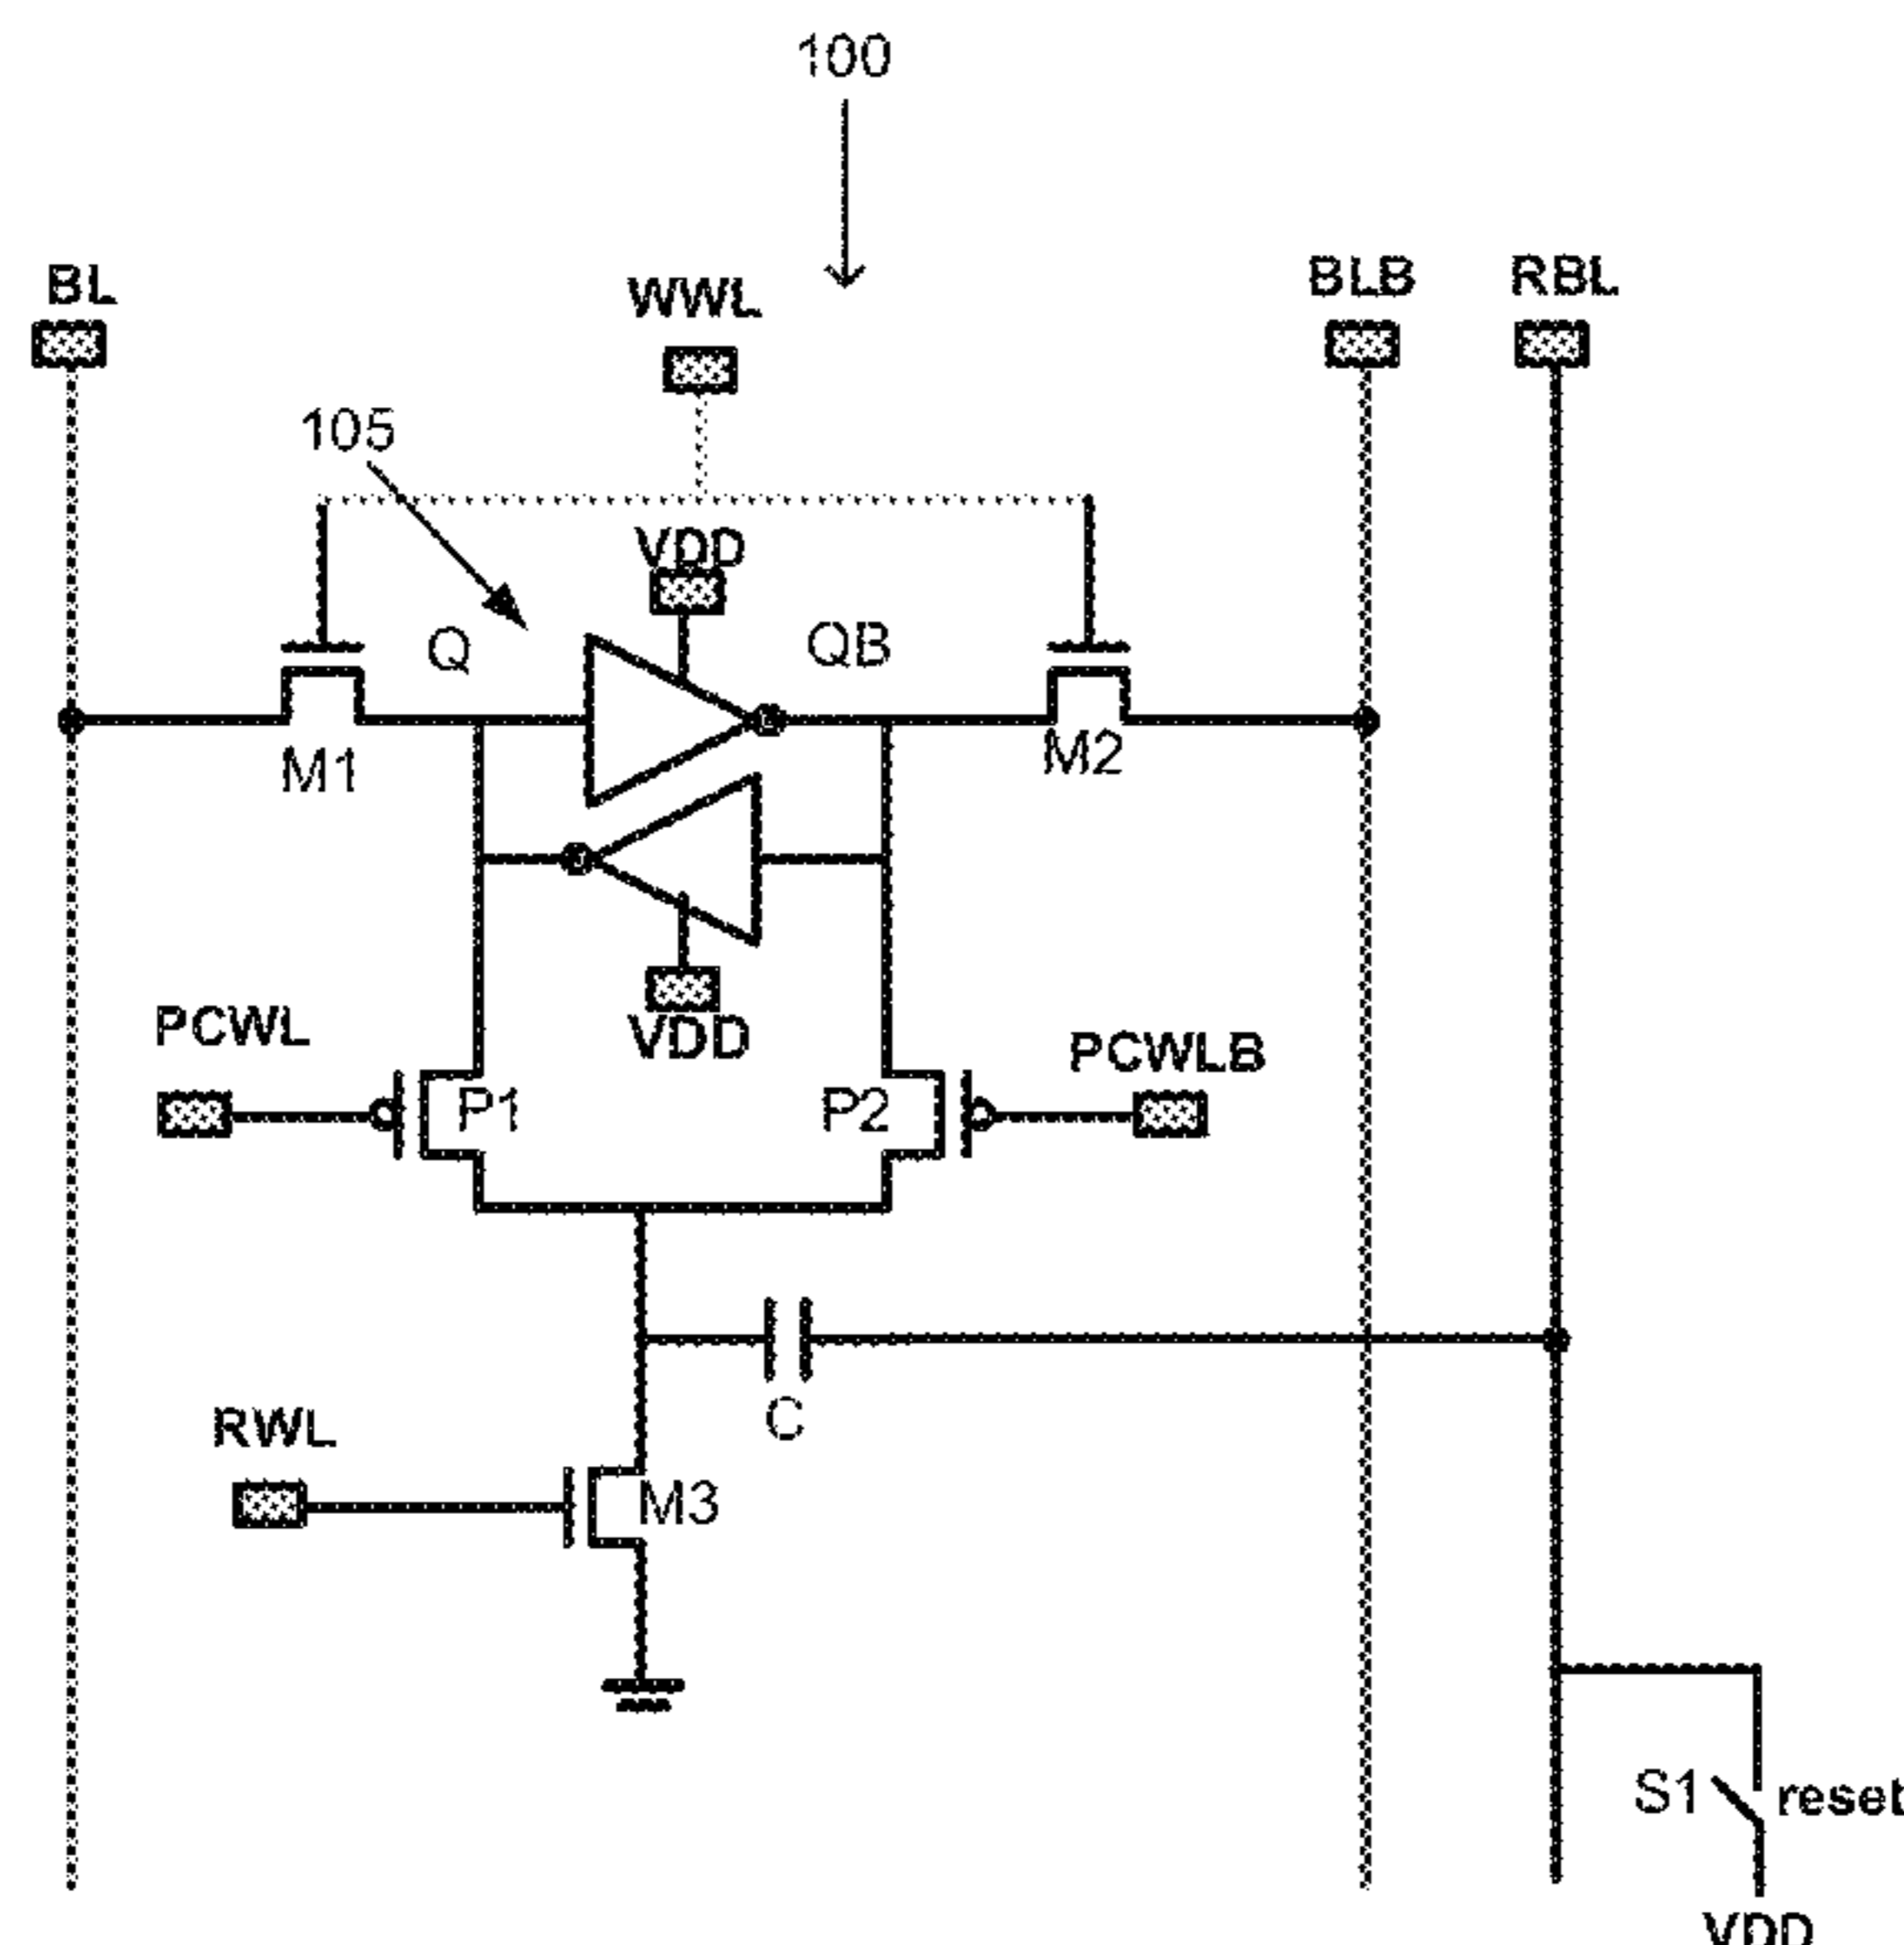 100
BL
WWL
BLB
RBL
105
VDD
Q
QB
M1
M2
PCWL
VDD
PCWLB
P1
P2
C
RWL
M3
S1
reset
VDD